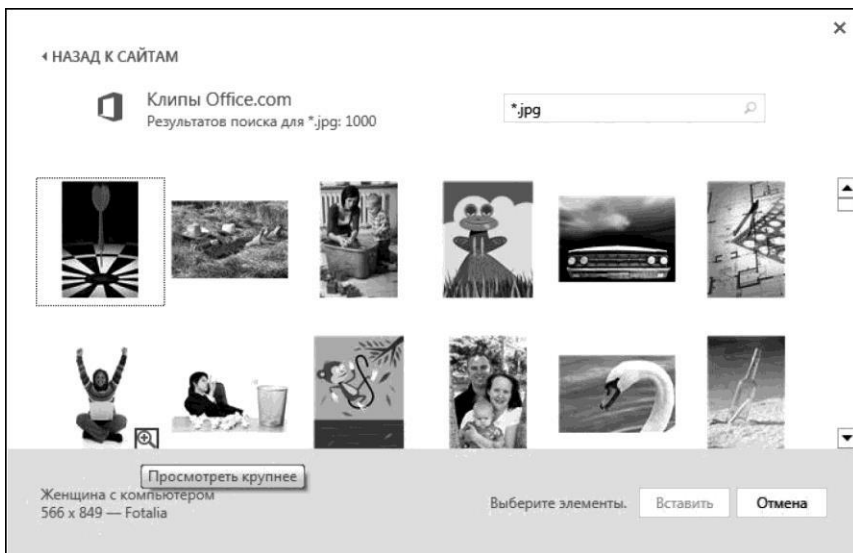 НАЗАД К САЙТАМ
Клипы Office.com
Результатов поиска для *.jpg: 1000
*.jpg
Просмотреть крупнее
Женщина с компьютером
566 x 849 — Fotalia
Выберите элементы.
Вставить
Отмена